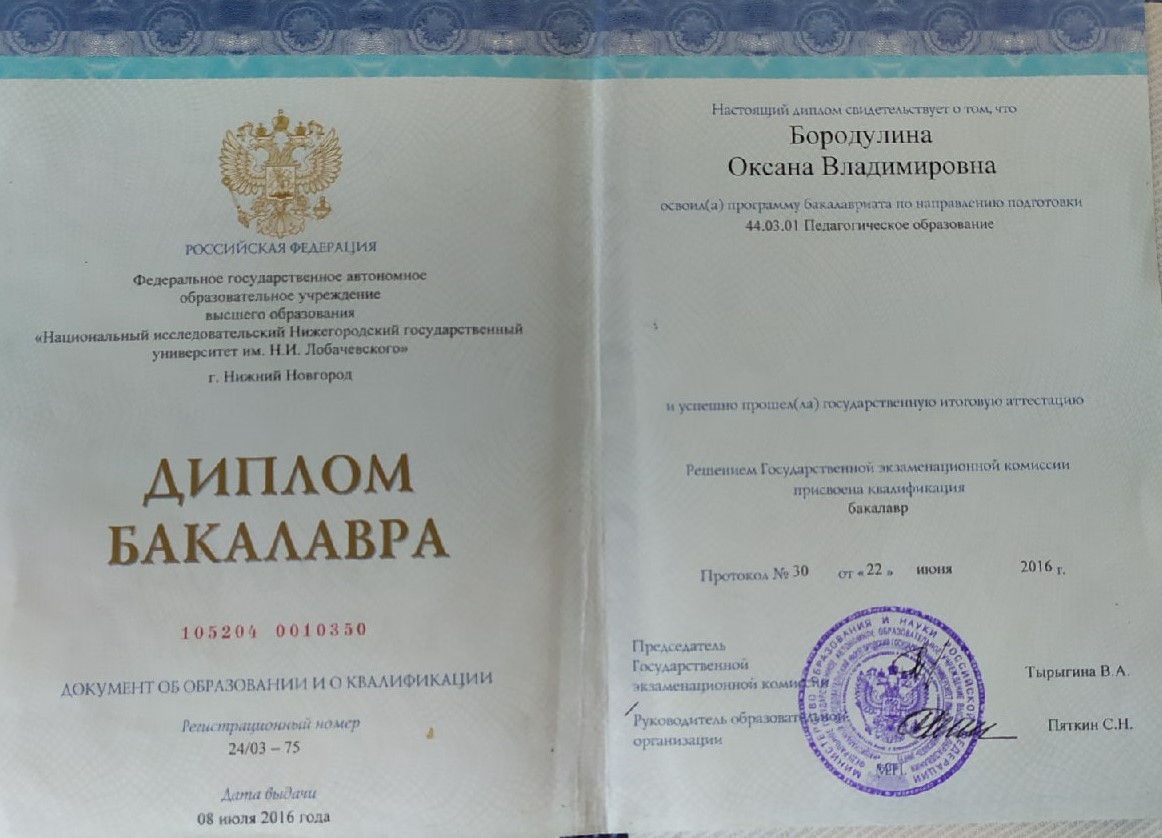 РОССИЙСКАЯ ФЕДЕРАЦИЯ
Федеральное государственное автономное
образовательное учреждение
высшего образования
«Национальный исследовательский Нижегородский государственный
университет им. Н.И. Лобачевского»
г. Нижний Новгород
ДИПЛОМ
БАКАЛАВРА
105204 0010350
ДОКУМЕНТ ОБ ОБРАЗОВАНИИ И О КВАЛИФИКАЦИИ
Регистрационный номер
24/03 – 75
Дата выдачи
08 июля 2016 года
Настоящий диплом свидетельствует о том, что
Бородулина
Оксана Владимировна
освоил(а) программу бакалавриата по направлению подготовки
44.03.01 Педагогическое образование
и успешно прошел(ла) государственную итоговую аттестацию
Решением Государственной экзаменационной комиссии
присвоена квалификация
бакалавр
Протокол № 30 от « 22 » июня 2016 г.
Председатель
Государственной
экзаменационной комиссии
Тырыгина В.А.
Руководитель образовательной
организации
Пяткин С.Н.
М.П.